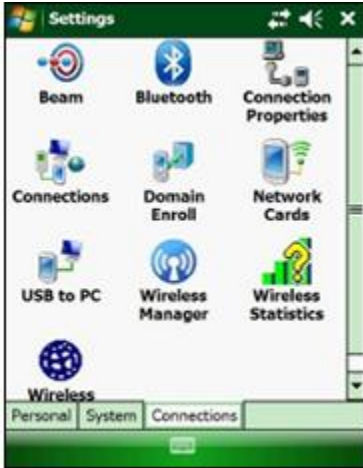 Settings
Beam Bluetooth Connection
Properties
Connections Domain Network
Enroll Cards
USB to PC Wireless Wireless
Manager Statistics
Wireless
Personal System Connections